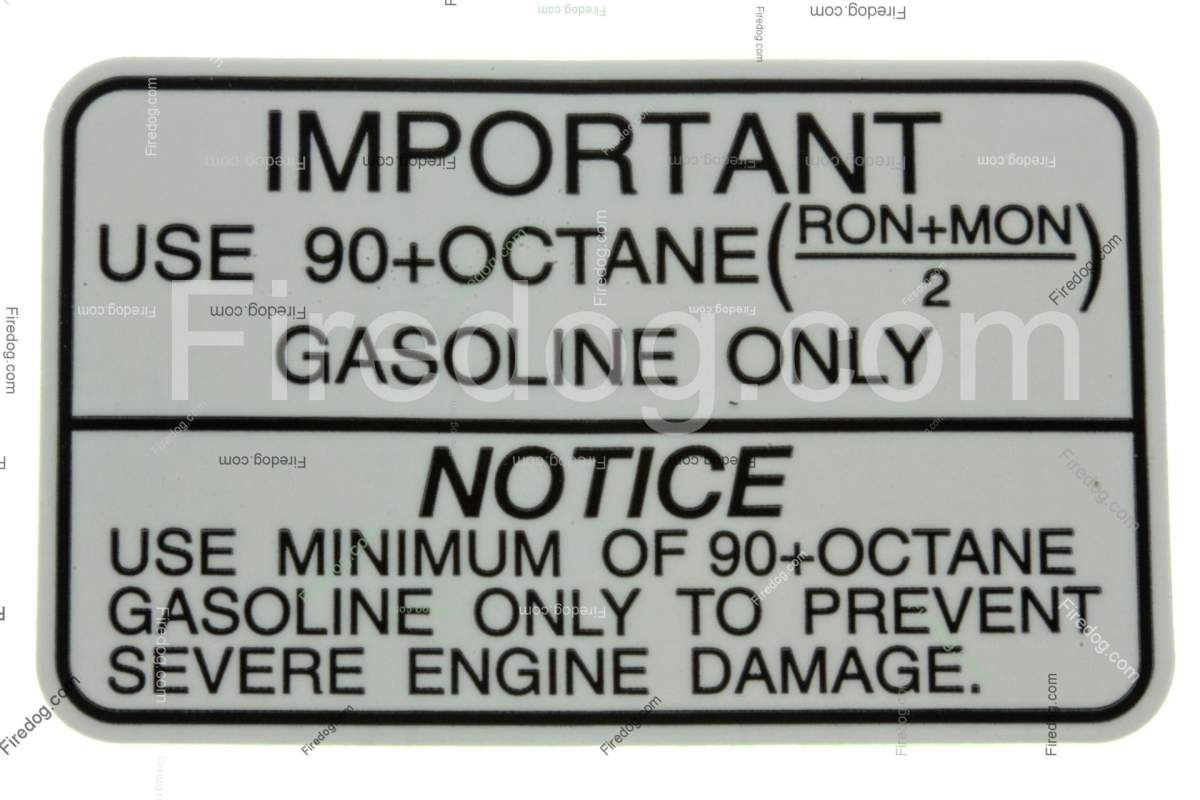 IMPORTANT
USE 90+OCTANE(RON+MON/2)
GASOLINE ONLY
Firedog.com
NOTICE
USE MINIMUM OF 90+OCTANE
GASOLINE ONLY TO PREVENT
SEVERE ENGINE DAMAGE.